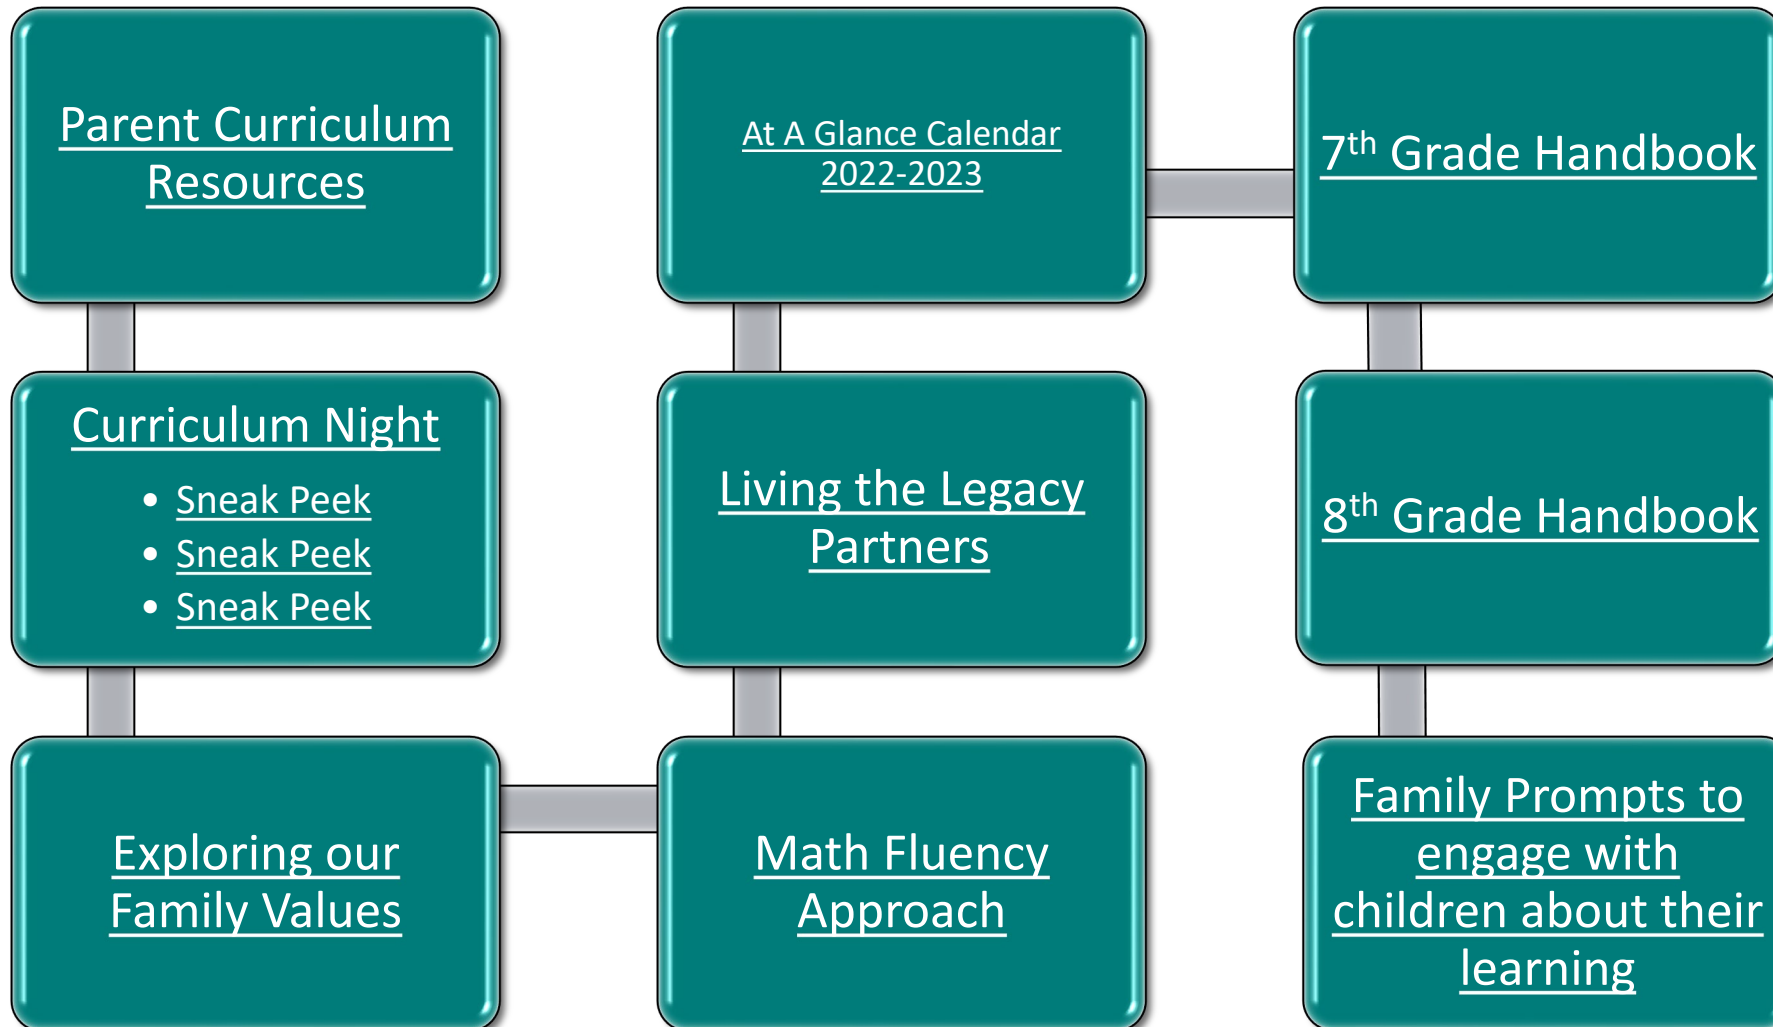 Parent Curriculum
Resources
Curriculum Night
• Sneak Peek
• Sneak Peek
• Sneak Peek
Exploring our
Family Values
Math Fluency
Approach
Living the Legacy
Partners
At A Glance Calendar
2022-2023
7th Grade Handbook
8th Grade Handbook
Family Prompts to
engage with
children about their
learning